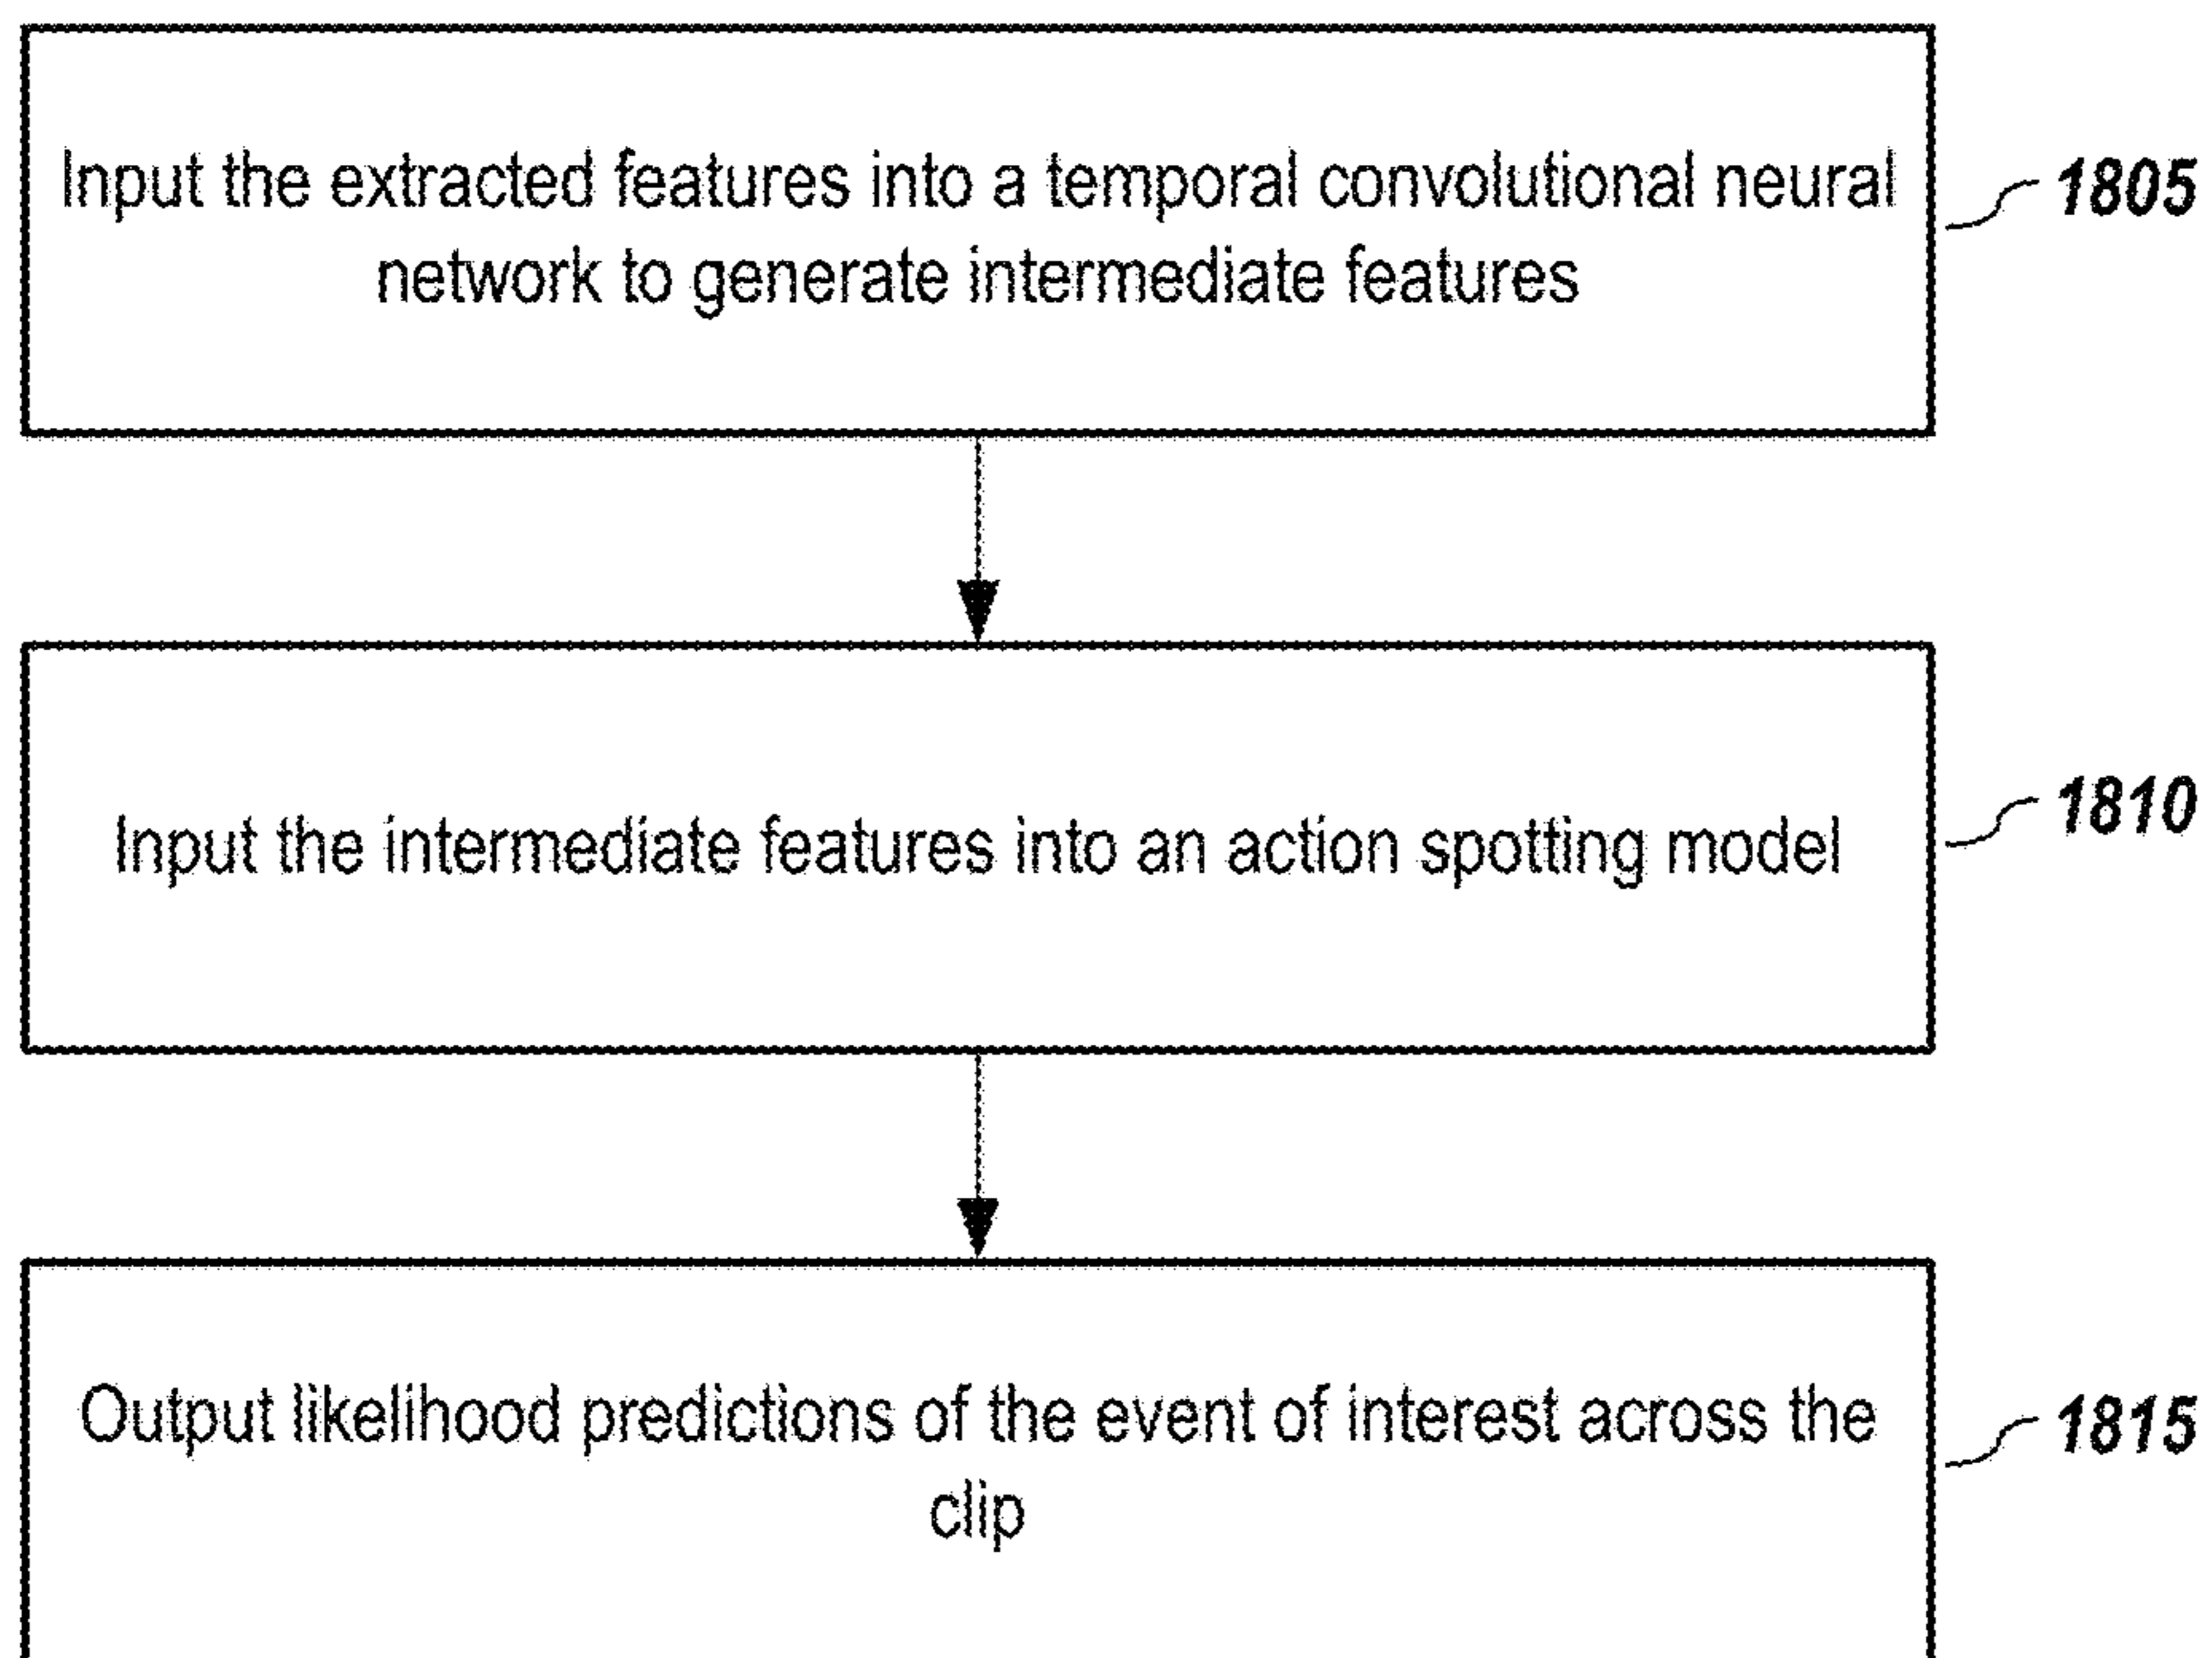 Input the extracted features into a temporal convolutional neural
network to generate intermediate features
1805
Input the intermediate features into an action spotting model
1810
Output likelihood predictions of the event of interest across the
clip
1815